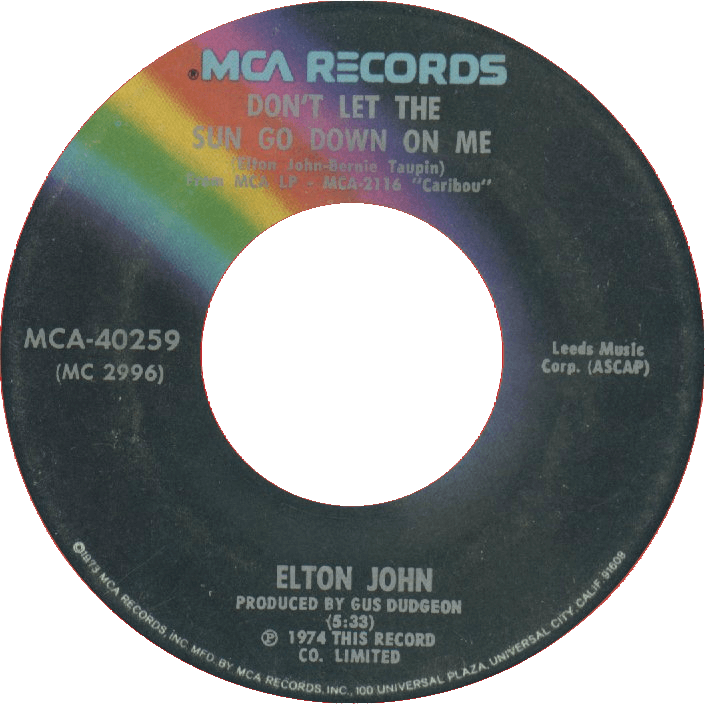 ®MCA RECORDS
DON'T LET THE
SUN GO DOWN ON ME
(Elton John-Bernie Taupin)
From MCA LP - MCA-2116 "Caribou"
MCA-40259
(MC 2996)
Leeds Music
Corp. (ASCAP)
ELTON JOHN
PRODUCED BY GUS DUDGEON
(5:33)
℗ 1974 THIS RECORD
CO. LIMITED
©1973 MCA RECORDS, INC. MFD. BY MCA RECORDS, INC., 100 UNIVERSAL PLAZA, UNIVERSAL CITY, CALIF. 91608